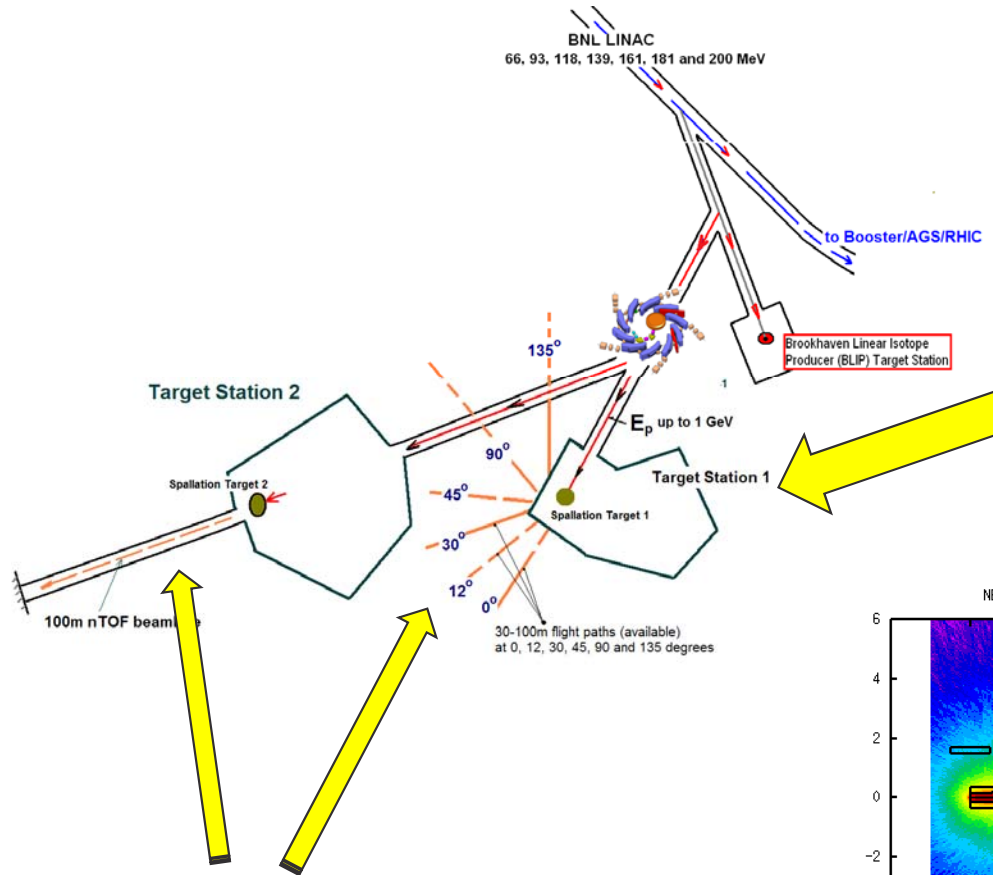 BNL LINAC
66, 93, 118, 139, 161, 181 and 200 MeV
to Booster/AGS/RHIC
Brookhaven Linear Isotope
Producer (BLIP) Target Station
135°
Target Station 2
Ep up to 1 GeV
90°
Target Station 1
Spallation Target 2
45°
Spallation Target 1
30°
12°
0°
100m nTOF beamline
30-100m flight paths (available)
at 0, 12, 30, 45, 90 and 135 degrees
6
4
2
0
-2